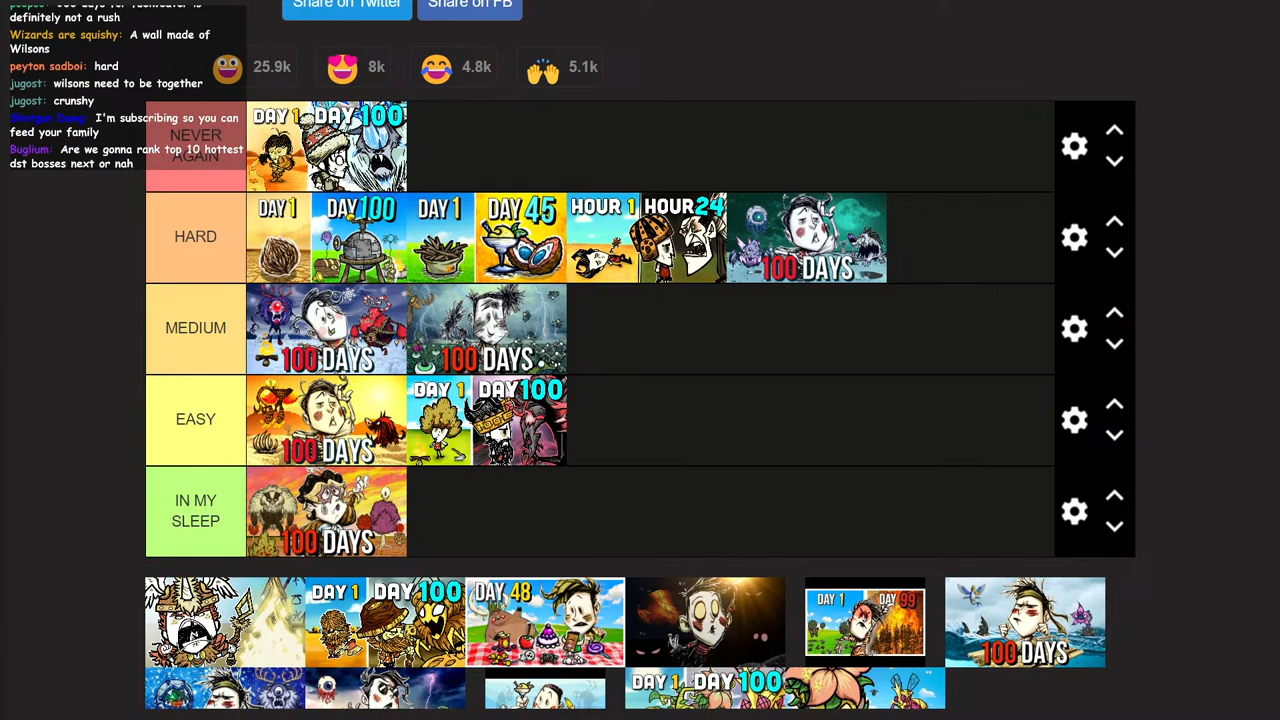 Share on Twitter
Share on FB
definitely not a rush
Wizards are squishy: A wall made of
Wilsons
peyton sadboi: hard
jugost: wilsons need to be together
jugost: crunshy
I'm subscribing so you can
feed your family
Buglium: Are we gonna rank top 10 hottest
dst bosses next or nah
25.9k
8k
4.8k
5.1k
NEVER
AGAIN
DAY 1
DAY 100
HARD
DAY 1
DAY 100
DAY 1
DAY 45
HOUR 1
HOUR 24
100 DAYS
MEDIUM
100 DAYS
100 DAYS
EASY
100 DAYS
DAY 1
DAY 100
IN MY
SLEEP
100 DAYS
DAY 1
DAY 100
DAY 48
DAY 1
DAY 99
100 DAYS
DAY 1
DAY 100